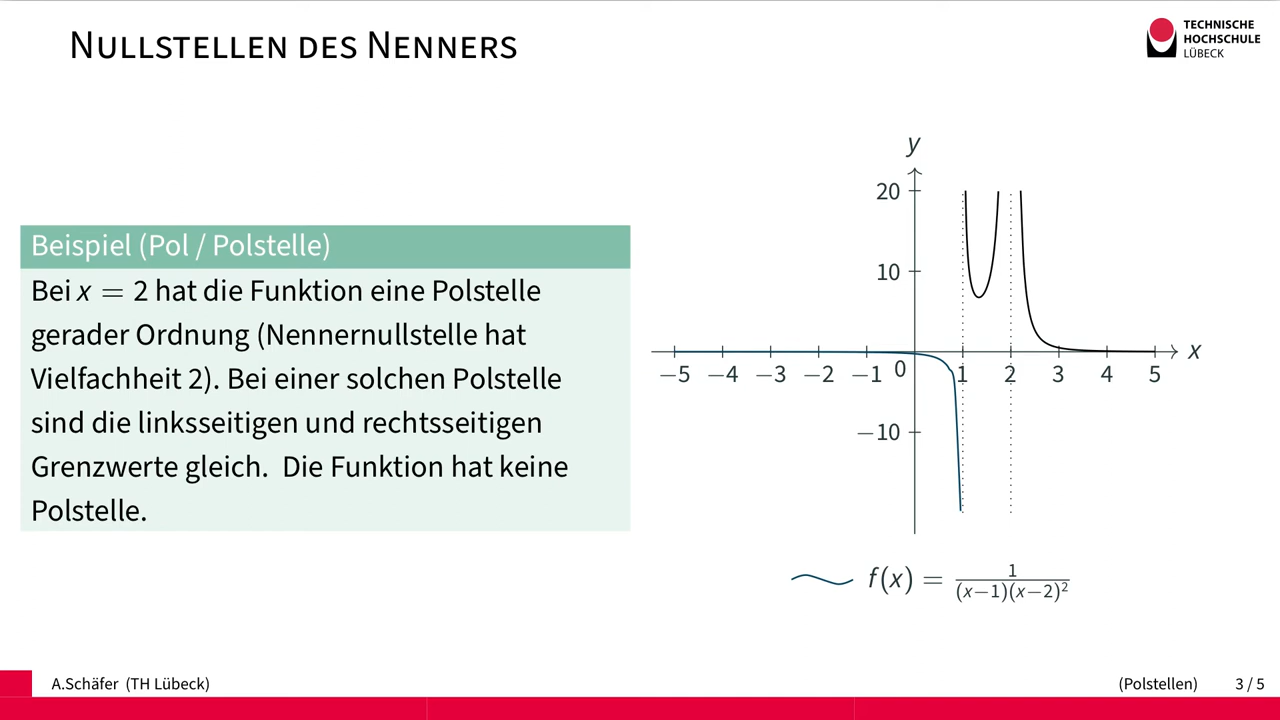 NULLSTELLEN DES NENNERS
TECHNISCHE
HOCHSCHULE
LÜBECK
Beispiel (Pol / Polstelle)
Bei x = 2 hat die Funktion eine Polstelle
gerader Ordnung (Nennernullstelle hat
Vielfachheit 2). Bei einer solchen Polstelle
sind die linksseitigen und rechtsseitigen
Grenzwerte gleich. Die Funktion hat keine
Polstelle.
y
20
10
−5 −4 −3 −2 −1 0 1 2 3 4 5 x
−10
f(x) = 1/((x−1)(x−2)²)
A.Schäfer (TH Lübeck) (Polstellen) 3 / 5